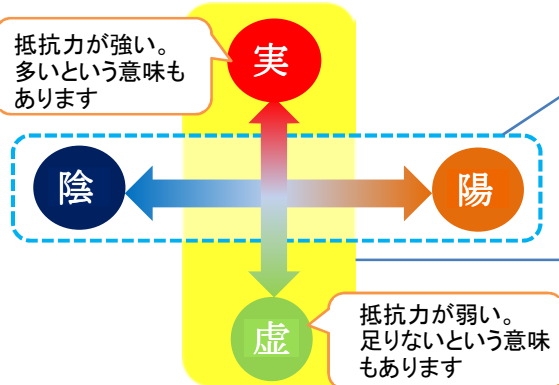 抵抗力が強い。
多いという意味も
あります
実
陰
陽
虚
抵抗力が弱い。
足りないという意味
もあります